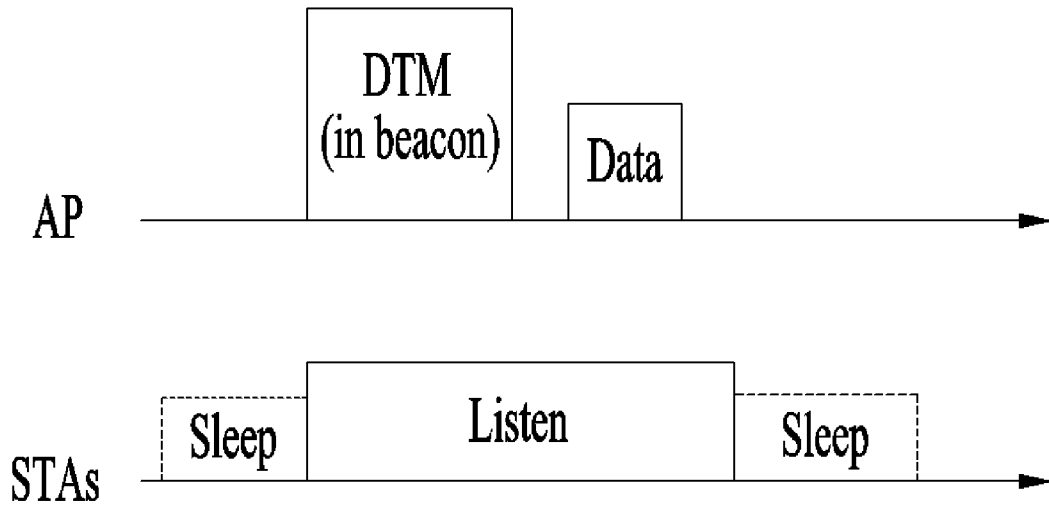 DTM
(in beacon)
Data
AP
Sleep
Listen
Sleep
STAs